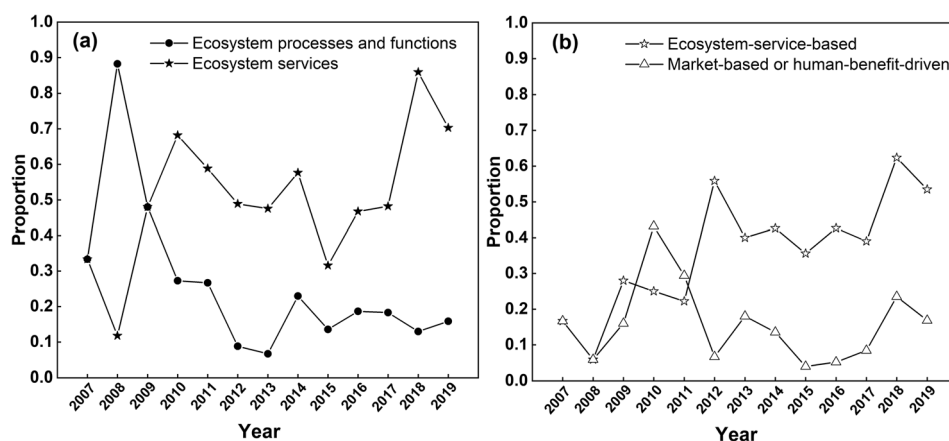 (a)
Ecosystem processes and functions
Ecosystem services
Proportion
1.0
0.9
0.8
0.7
0.6
0.5
0.4
0.3
0.2
0.1
0.0
2007 2008 2009 2010 2011 2012 2013 2014 2015 2016 2017 2018 2019
Year
(b)
Ecosystem-service-based
Market-based or human-benefit-driven
Proportion
1.0
0.9
0.8
0.7
0.6
0.5
0.4
0.3
0.2
0.1
0.0
2007 2008 2009 2010 2011 2012 2013 2014 2015 2016 2017 2018 2019
Year